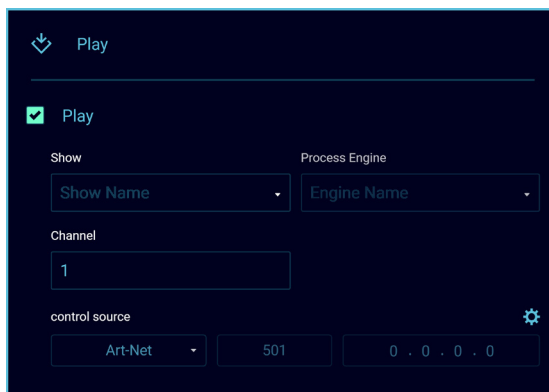 Play
Play
Show
Process Engine
Show Name
Engine Name
Channel
1
control source
Art-Net
501
0 . 0 . 0 . 0